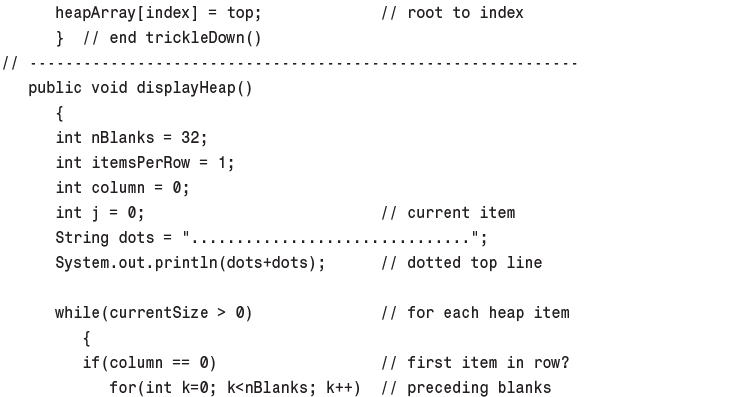 heapArray[index] = top;             // root to index
}  // end trickleDown()
// -------------------------------------------------------------
public void displayHeap()
{
int nBlanks = 32;
int itemsPerRow = 1;
int column = 0;
int j = 0;                          // current item
String dots = "...............................";
System.out.println(dots+dots);      // dotted top line
while(currentSize > 0)              // for each heap item
{
if(column == 0)                  // first item in row?
for(int k=0; k<nBlanks; k++)  // preceding blanks